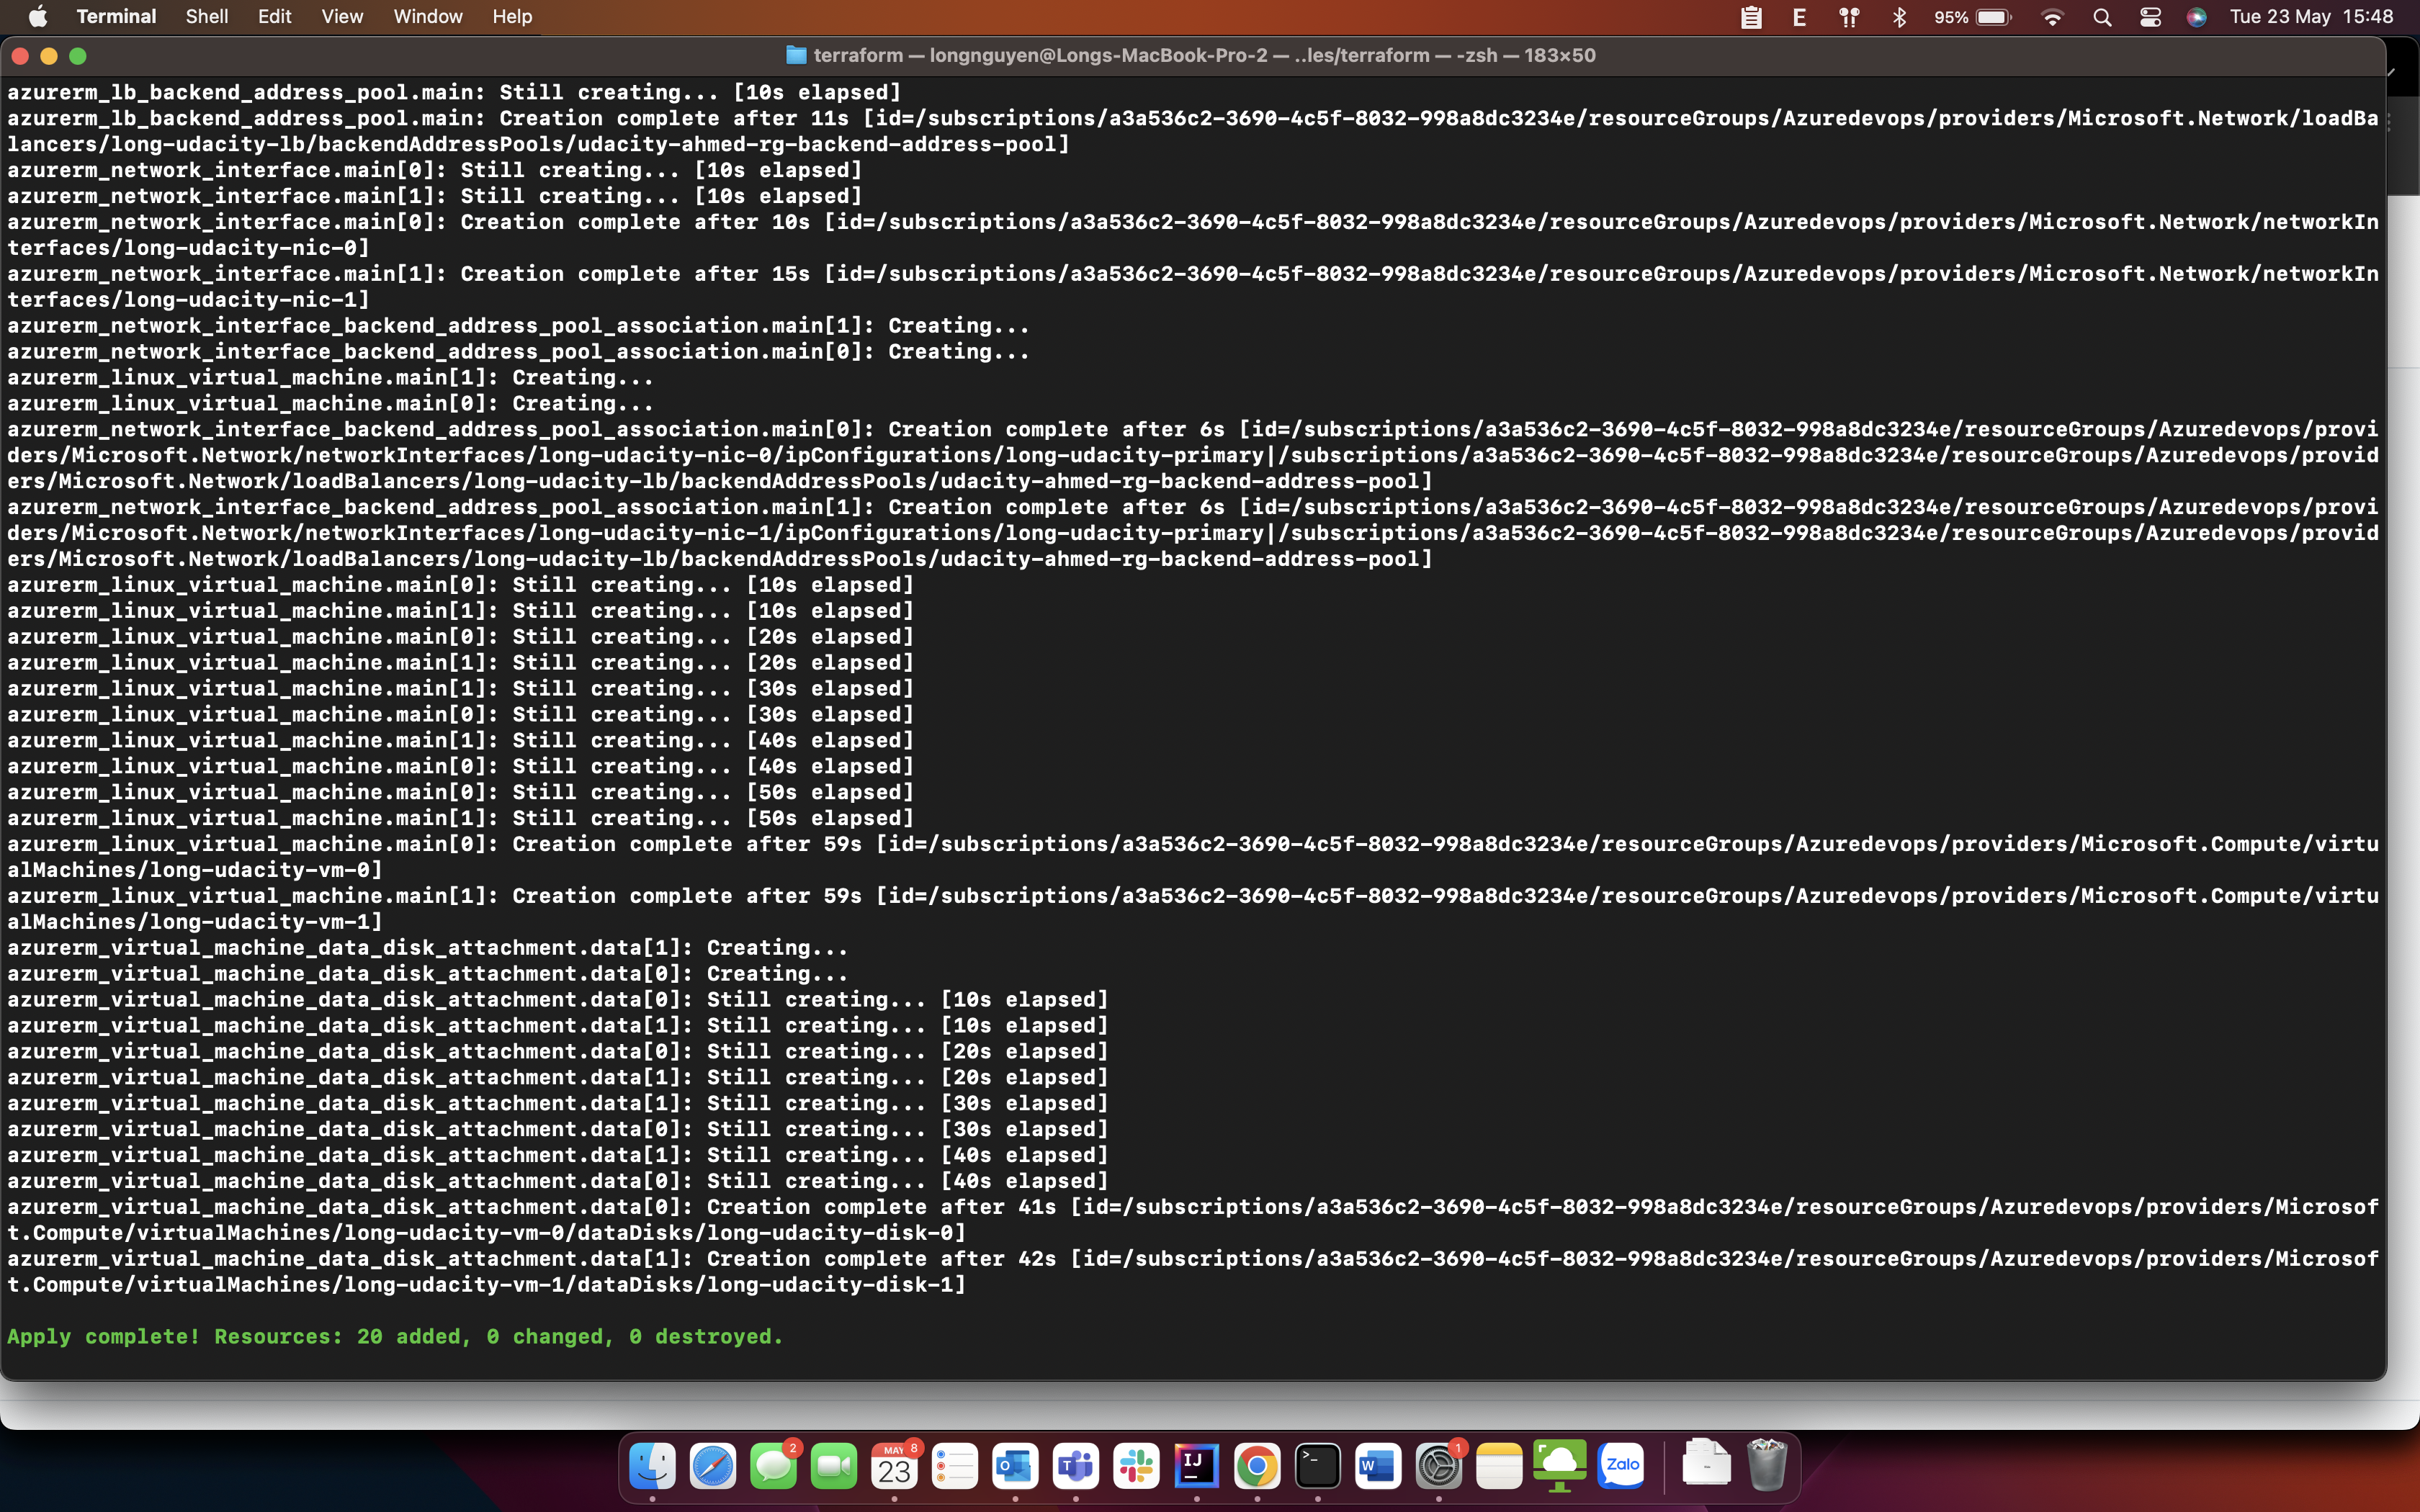 Terminal Shell Edit View Window Help E 95% Tue 23 May 15:48
terraform — longnguyen@Longs-MacBook-Pro-2 — ..les/terraform — -zsh — 183×50
azurerm_lb_backend_address_pool.main: Still creating... [10s elapsed]
azurerm_lb_backend_address_pool.main: Creation complete after 11s [id=/subscriptions/a3a536c2-3690-4c5f-8032-998a8dc3234e/resourceGroups/Azuredevops/providers/Microsoft.Network/loadBa
lancers/long-udacity-lb/backendAddressPools/udacity-ahmed-rg-backend-address-pool]
azurerm_network_interface.main[0]: Still creating... [10s elapsed]
azurerm_network_interface.main[1]: Still creating... [10s elapsed]
azurerm_network_interface.main[0]: Creation complete after 10s [id=/subscriptions/a3a536c2-3690-4c5f-8032-998a8dc3234e/resourceGroups/Azuredevops/providers/Microsoft.Network/networkIn
terfaces/long-udacity-nic-0]
azurerm_network_interface.main[1]: Creation complete after 15s [id=/subscriptions/a3a536c2-3690-4c5f-8032-998a8dc3234e/resourceGroups/Azuredevops/providers/Microsoft.Network/networkIn
terfaces/long-udacity-nic-1]
azurerm_network_interface_backend_address_pool_association.main[1]: Creating...
azurerm_network_interface_backend_address_pool_association.main[0]: Creating...
azurerm_linux_virtual_machine.main[1]: Creating...
azurerm_linux_virtual_machine.main[0]: Creating...
azurerm_network_interface_backend_address_pool_association.main[0]: Creation complete after 6s [id=/subscriptions/a3a536c2-3690-4c5f-8032-998a8dc3234e/resourceGroups/Azuredevops/provi
ders/Microsoft.Network/networkInterfaces/long-udacity-nic-0/ipConfigurations/long-udacity-primary|/subscriptions/a3a536c2-3690-4c5f-8032-998a8dc3234e/resourceGroups/Azuredevops/provid
ers/Microsoft.Network/loadBalancers/long-udacity-lb/backendAddressPools/udacity-ahmed-rg-backend-address-pool]
azurerm_network_interface_backend_address_pool_association.main[1]: Creation complete after 6s [id=/subscriptions/a3a536c2-3690-4c5f-8032-998a8dc3234e/resourceGroups/Azuredevops/provi
ders/Microsoft.Network/networkInterfaces/long-udacity-nic-1/ipConfigurations/long-udacity-primary|/subscriptions/a3a536c2-3690-4c5f-8032-998a8dc3234e/resourceGroups/Azuredevops/provid
ers/Microsoft.Network/loadBalancers/long-udacity-lb/backendAddressPools/udacity-ahmed-rg-backend-address-pool]
azurerm_linux_virtual_machine.main[0]: Still creating... [10s elapsed]
azurerm_linux_virtual_machine.main[1]: Still creating... [10s elapsed]
azurerm_linux_virtual_machine.main[0]: Still creating... [20s elapsed]
azurerm_linux_virtual_machine.main[1]: Still creating... [20s elapsed]
azurerm_linux_virtual_machine.main[1]: Still creating... [30s elapsed]
azurerm_linux_virtual_machine.main[0]: Still creating... [30s elapsed]
azurerm_linux_virtual_machine.main[1]: Still creating... [40s elapsed]
azurerm_linux_virtual_machine.main[0]: Still creating... [40s elapsed]
azurerm_linux_virtual_machine.main[0]: Still creating... [50s elapsed]
azurerm_linux_virtual_machine.main[1]: Still creating... [50s elapsed]
azurerm_linux_virtual_machine.main[0]: Creation complete after 59s [id=/subscriptions/a3a536c2-3690-4c5f-8032-998a8dc3234e/resourceGroups/Azuredevops/providers/Microsoft.Compute/virtu
alMachines/long-udacity-vm-0]
azurerm_linux_virtual_machine.main[1]: Creation complete after 59s [id=/subscriptions/a3a536c2-3690-4c5f-8032-998a8dc3234e/resourceGroups/Azuredevops/providers/Microsoft.Compute/virtu
alMachines/long-udacity-vm-1]
azurerm_virtual_machine_data_disk_attachment.data[1]: Creating...
azurerm_virtual_machine_data_disk_attachment.data[0]: Creating...
azurerm_virtual_machine_data_disk_attachment.data[0]: Still creating... [10s elapsed]
azurerm_virtual_machine_data_disk_attachment.data[1]: Still creating... [10s elapsed]
azurerm_virtual_machine_data_disk_attachment.data[0]: Still creating... [20s elapsed]
azurerm_virtual_machine_data_disk_attachment.data[1]: Still creating... [20s elapsed]
azurerm_virtual_machine_data_disk_attachment.data[1]: Still creating... [30s elapsed]
azurerm_virtual_machine_data_disk_attachment.data[0]: Still creating... [30s elapsed]
azurerm_virtual_machine_data_disk_attachment.data[1]: Still creating... [40s elapsed]
azurerm_virtual_machine_data_disk_attachment.data[0]: Still creating... [40s elapsed]
azurerm_virtual_machine_data_disk_attachment.data[0]: Creation complete after 41s [id=/subscriptions/a3a536c2-3690-4c5f-8032-998a8dc3234e/resourceGroups/Azuredevops/providers/Microsof
t.Compute/virtualMachines/long-udacity-vm-0/dataDisks/long-udacity-disk-0]
azurerm_virtual_machine_data_disk_attachment.data[1]: Creation complete after 42s [id=/subscriptions/a3a536c2-3690-4c5f-8032-998a8dc3234e/resourceGroups/Azuredevops/providers/Microsof
t.Compute/virtualMachines/long-udacity-vm-1/dataDisks/long-udacity-disk-1]
Apply complete! Resources: 20 added, 0 changed, 0 destroyed.
2 MAY 8 1
23 O T IJ >_ W Zalo